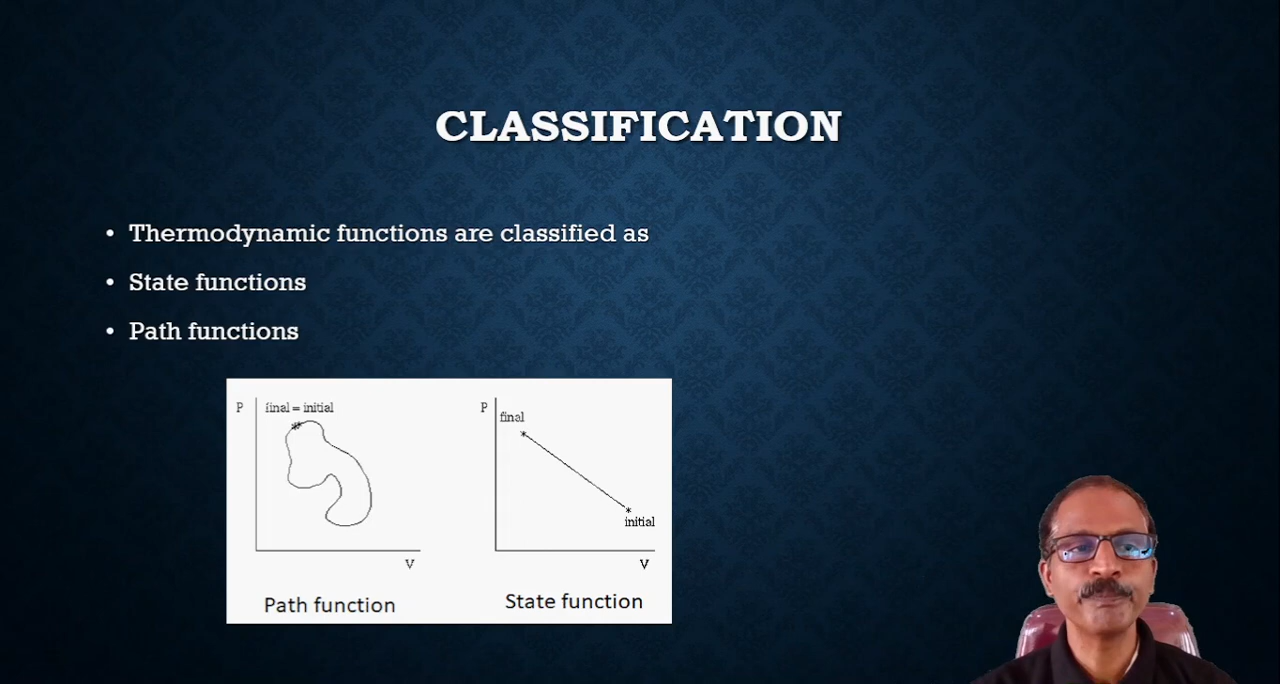 CLASSIFICATION
• Thermodynamic functions are classified as
• State functions
• Path functions
P
final = initial
V
Path function
P
final
initial
V
State function